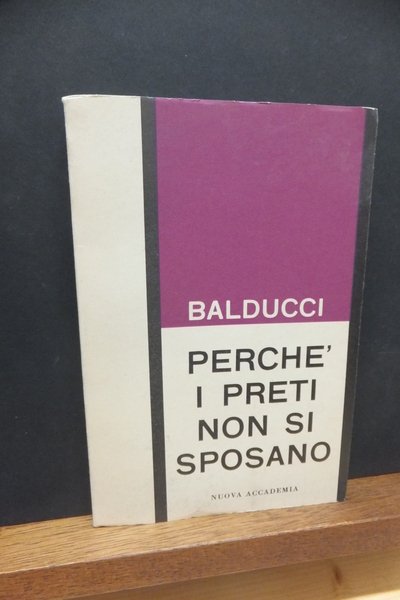 BALDUCCI
PERCHE'
I PRETI
NON SI
SPOSANO
NUOVA ACCADEMIA